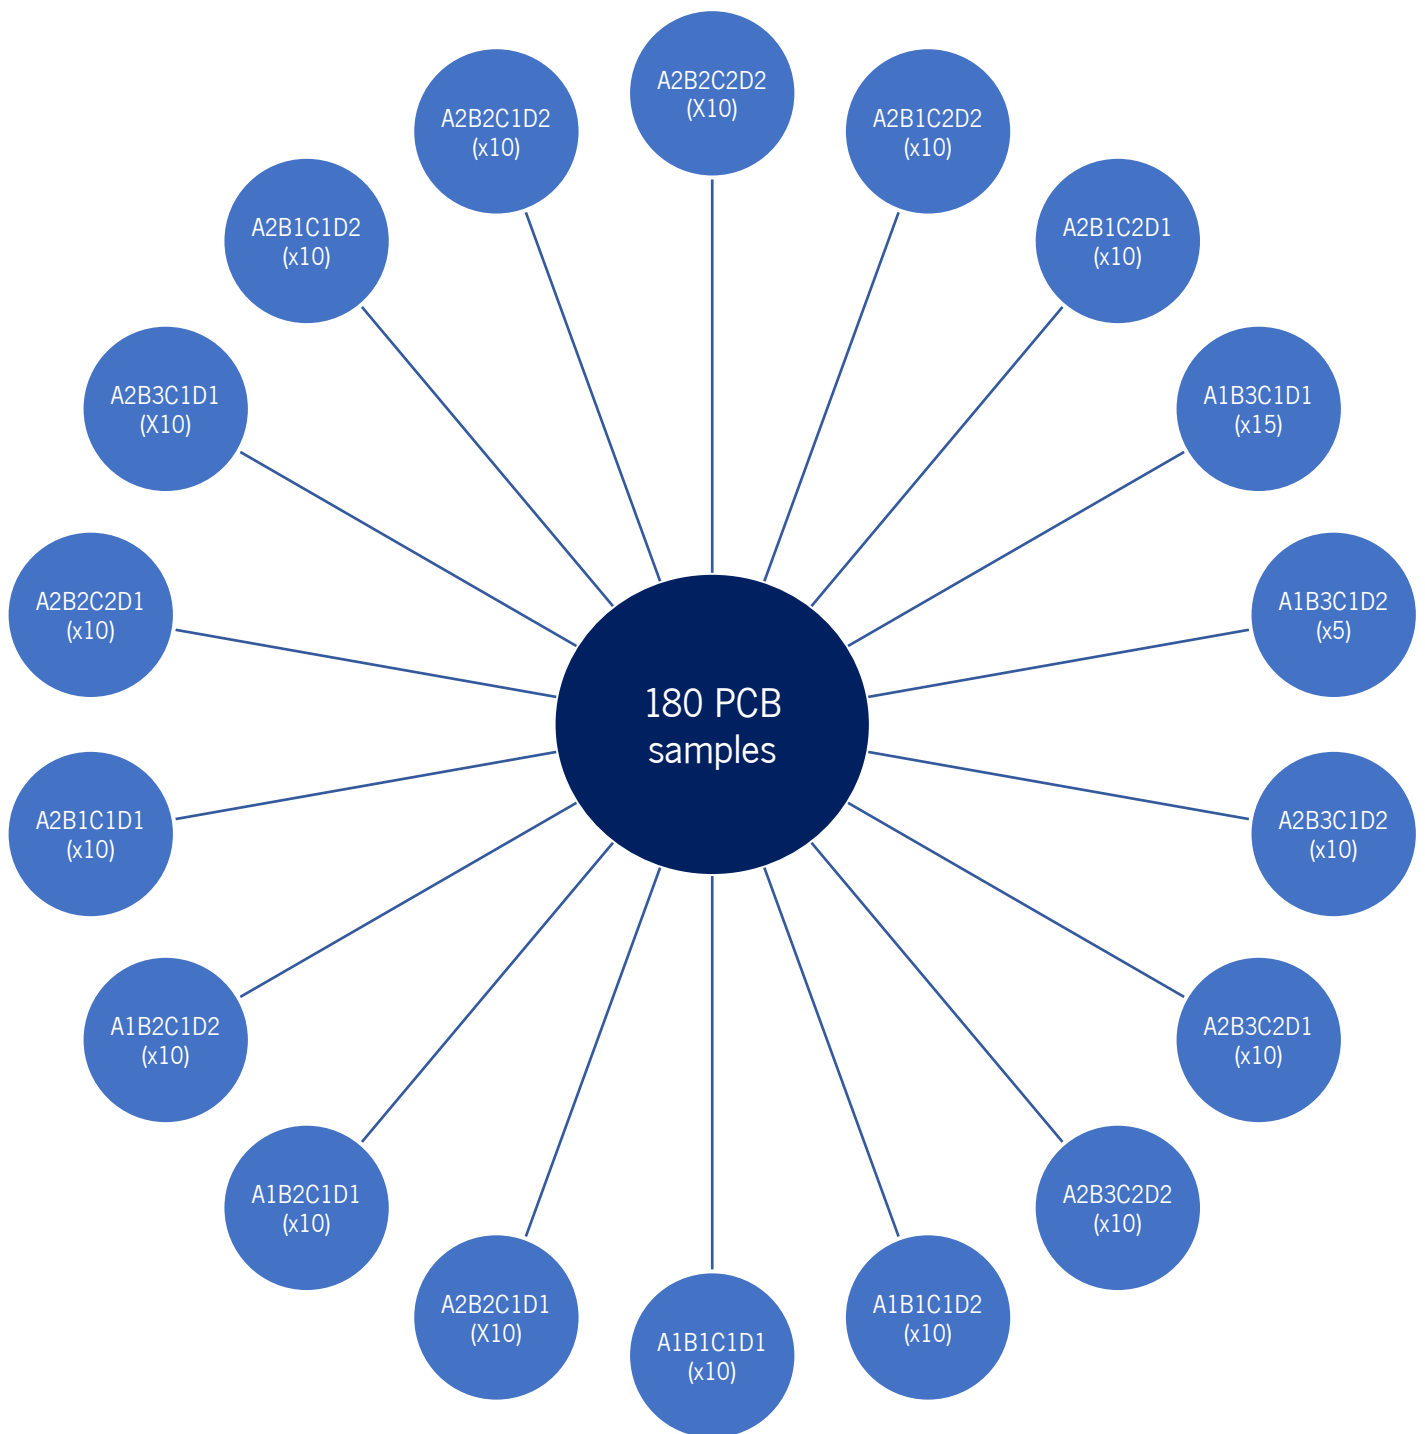 A2B2C2D2
(X10)
A2B1C2D2
(x10)
A2B1C2D1
(x10)
A1B3C1D1
(x15)
A1B3C1D2
(x5)
A2B3C1D2
(x10)
A2B3C2D1
(x10)
A2B3C2D2
(x10)
A1B1C1D2
(x10)
A1B1C1D1
(x10)
A2B2C1D1
(X10)
A1B2C1D1
(x10)
A1B2C1D2
(x10)
A2B1C1D1
(x10)
A2B2C2D1
(x10)
A2B3C1D1
(X10)
A2B1C1D2
(x10)
A2B2C1D2
(x10)
180 PCB
samples